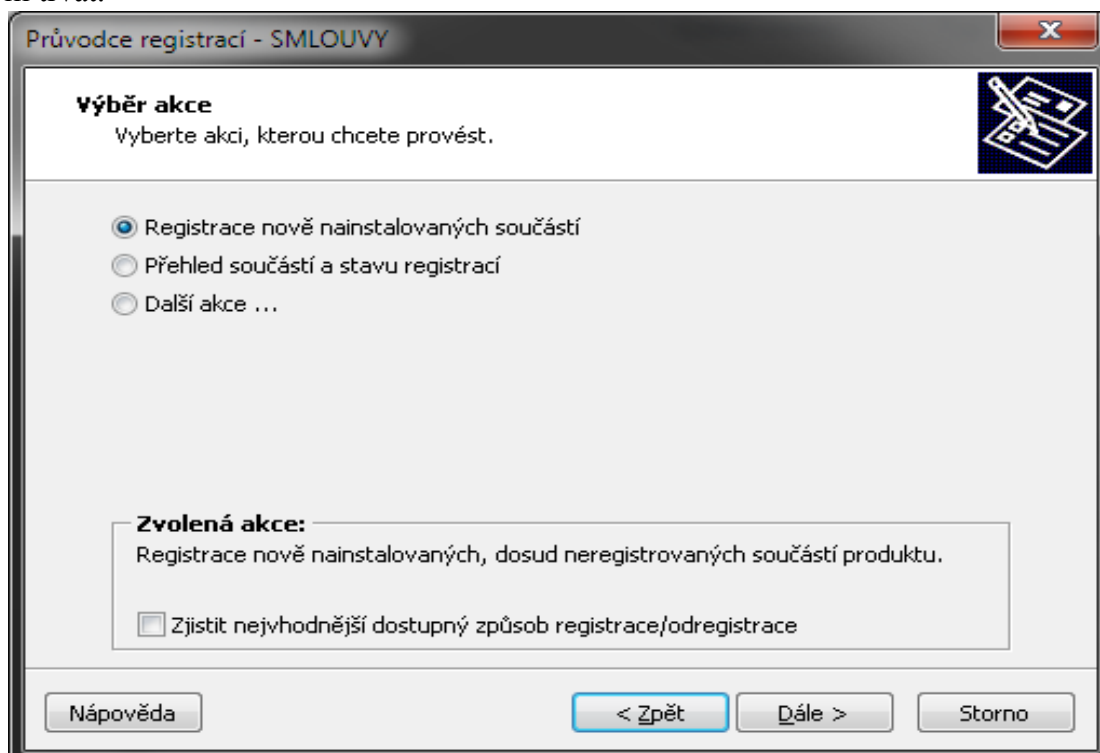 Průvodce registrací - SMLOUVY
Výběr akce
Vyberte akci, kterou chcete provést.
Registrace nově nainstalovaných součástí
Přehled součástí a stavu registrací
Další akce ...
Zvolená akce:
Registrace nově nainstalovaných, dosud neregistrovaných součástí produktu.
Zjistit nejvhodnější dostupný způsob registrace/odregistrace
Nápověda
< Zpět
Dále >
Storno